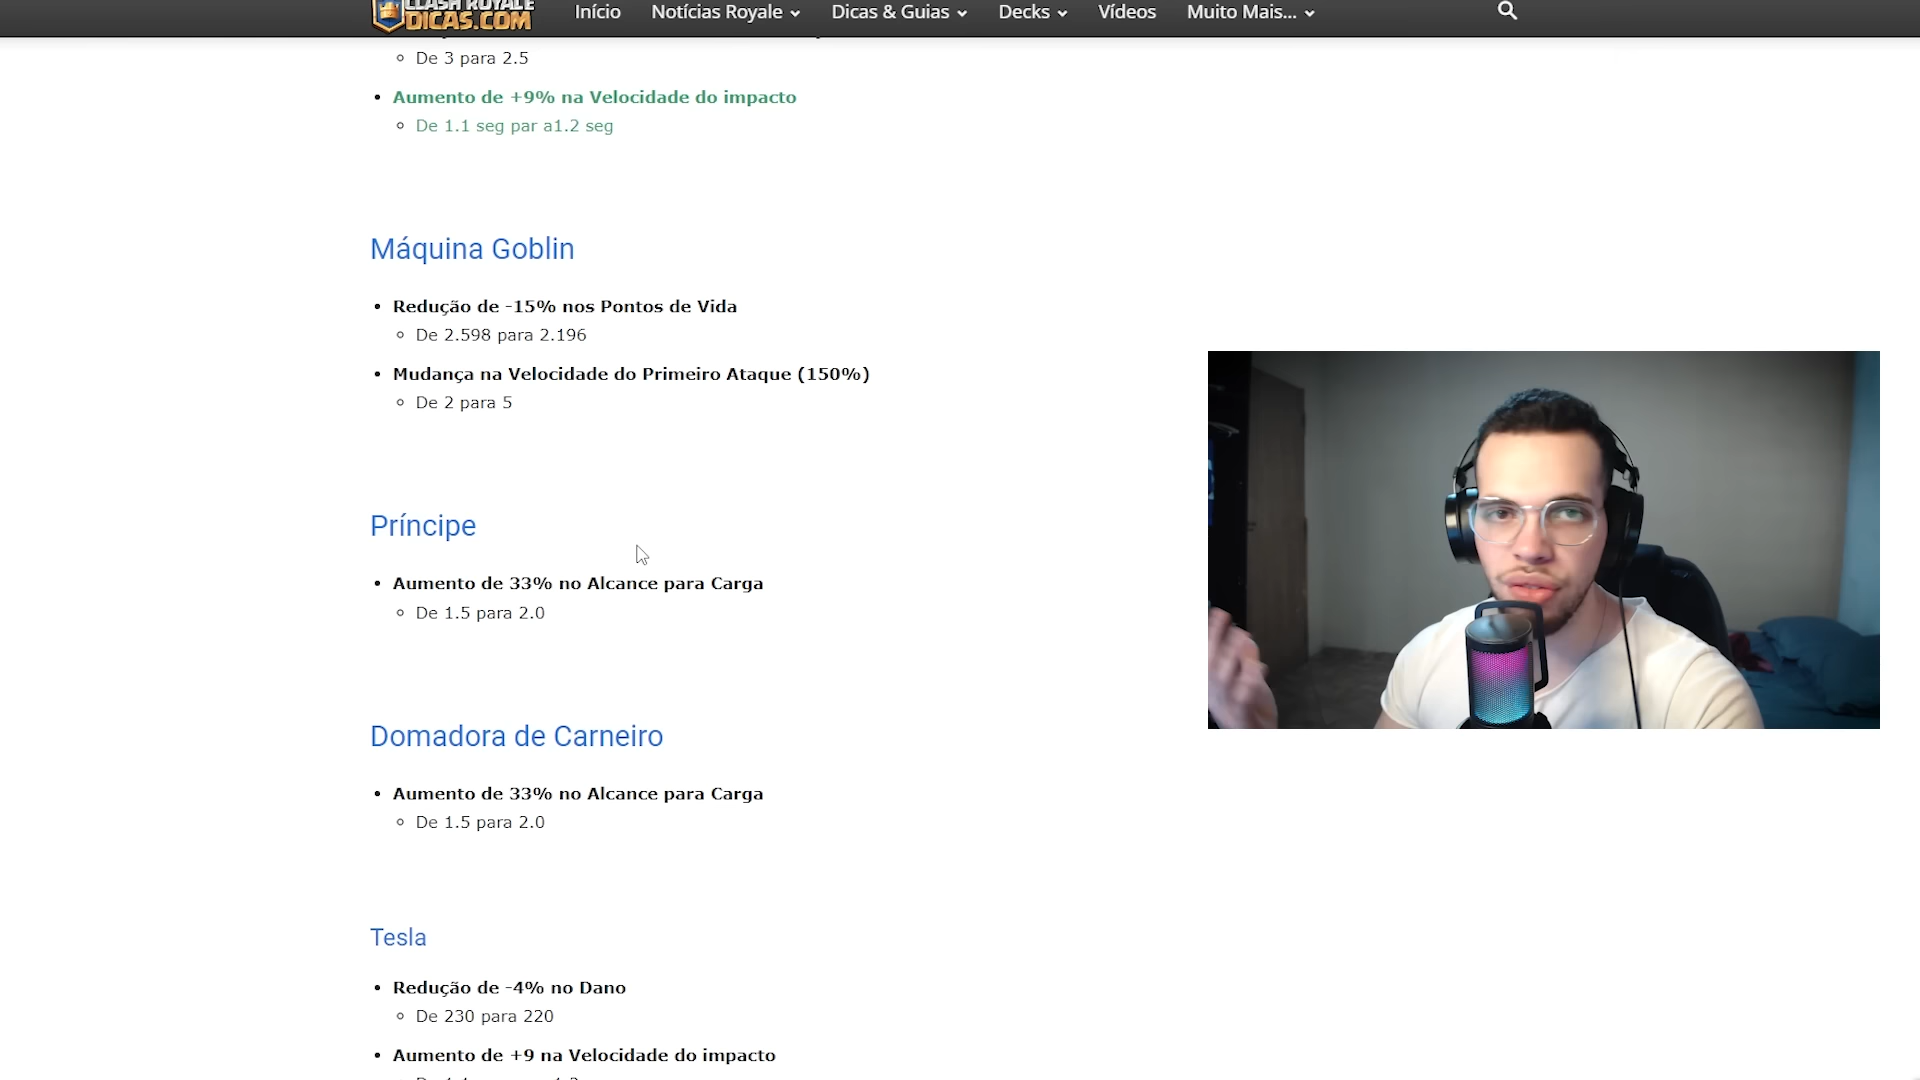 CLASH ROYALE
DICAS.COM
Início
Notícias Royale
Dicas & Guias
Decks
Vídeos
Muito Mais...
De 3 para 2.5
Aumento de +9% na Velocidade do impacto
De 1.1 seg par a1.2 seg
Máquina Goblin
Redução de -15% nos Pontos de Vida
De 2.598 para 2.196
Mudança na Velocidade do Primeiro Ataque (150%)
De 2 para 5
Príncipe
Aumento de 33% no Alcance para Carga
De 1.5 para 2.0
Domadora de Carneiro
Aumento de 33% no Alcance para Carga
De 1.5 para 2.0
Tesla
Redução de -4% no Dano
De 230 para 220
Aumento de +9 na Velocidade do impacto